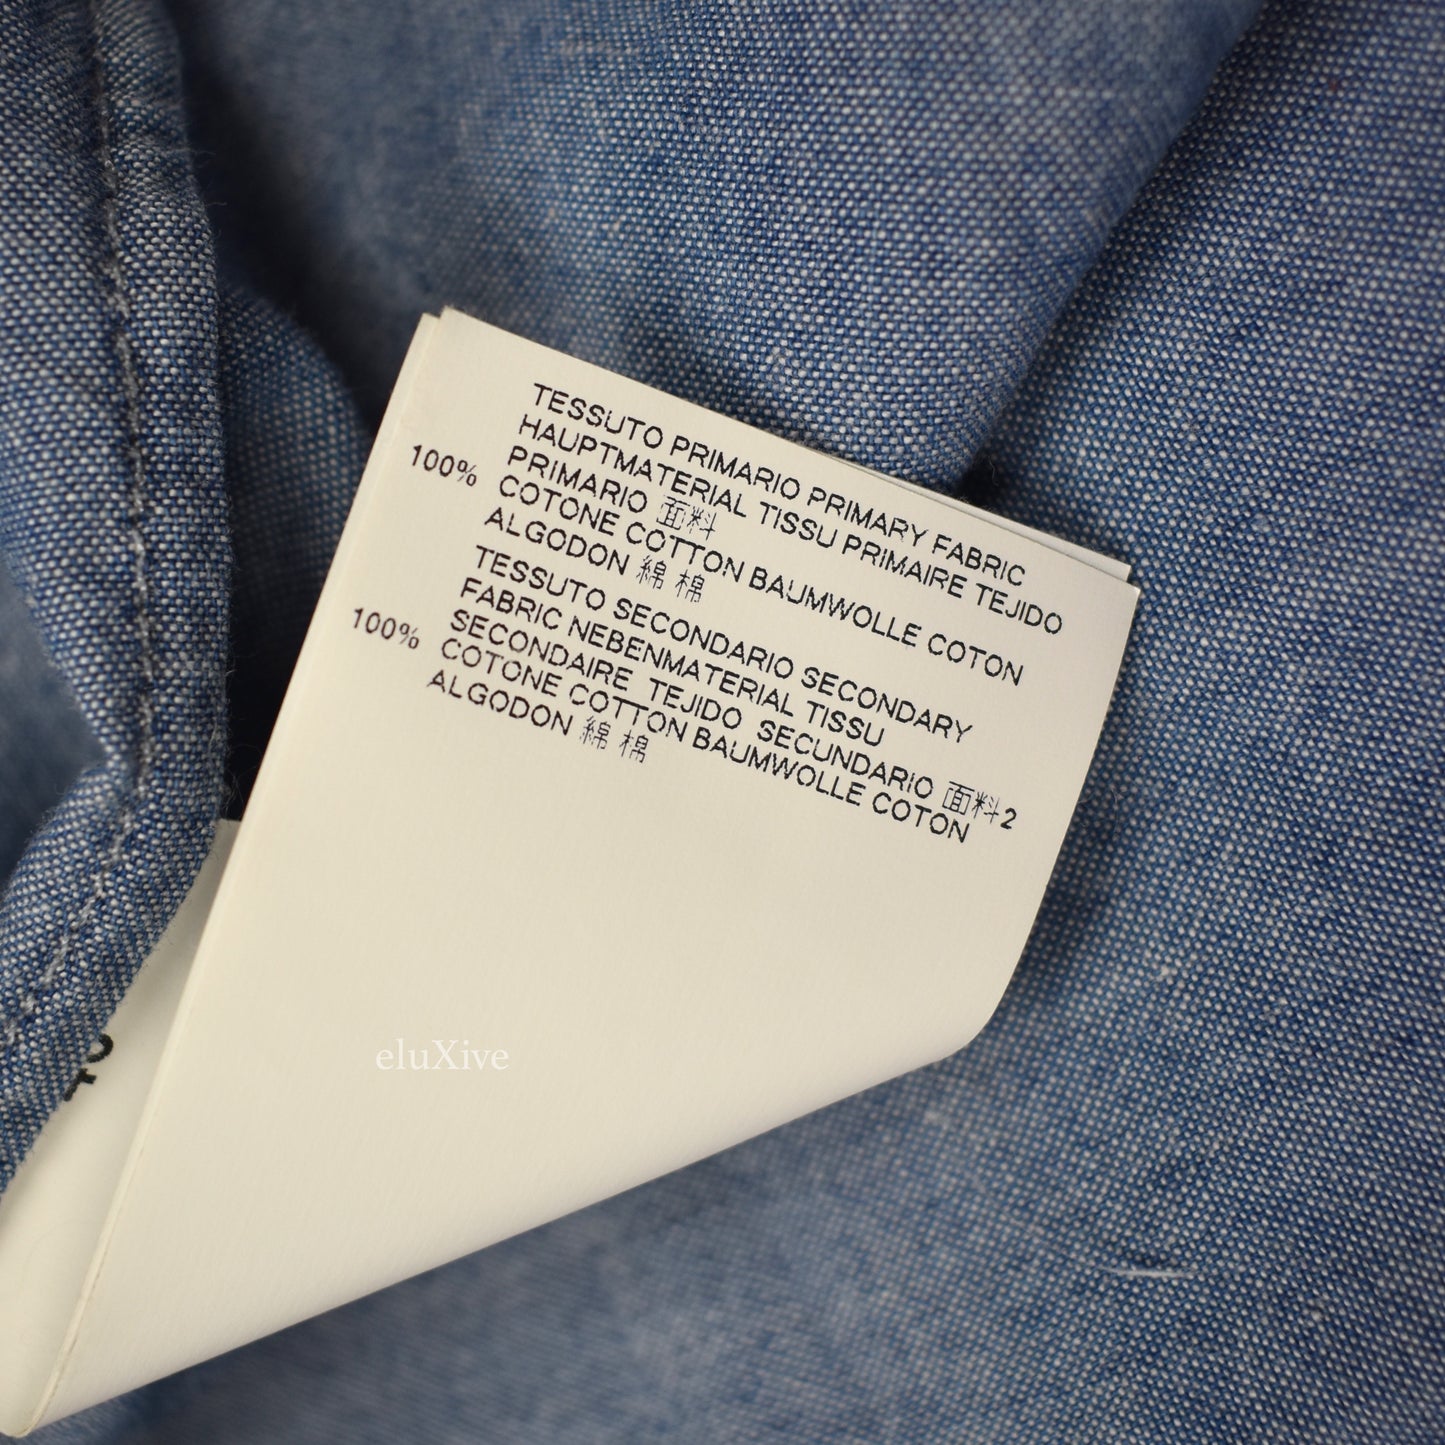 TESSUTO PRIMARIO PRIMARY FABRIC
HAUPTMATERIAL TISSU PRIMAIRE TEJIDO
PRIMARIO 面料
100% COTONE COTTON BAUMWOLLE COTON
ALGODON 綿 棉
TESSUTO SECONDARIO SECONDARY
FABRIC NEBENMATERIAL TISSU
SECONDAIRE TEJIDO SECUNDARIO 面料2
100% COTONE COTTON BAUMWOLLE COTON
ALGODON 綿 棉
eluXive